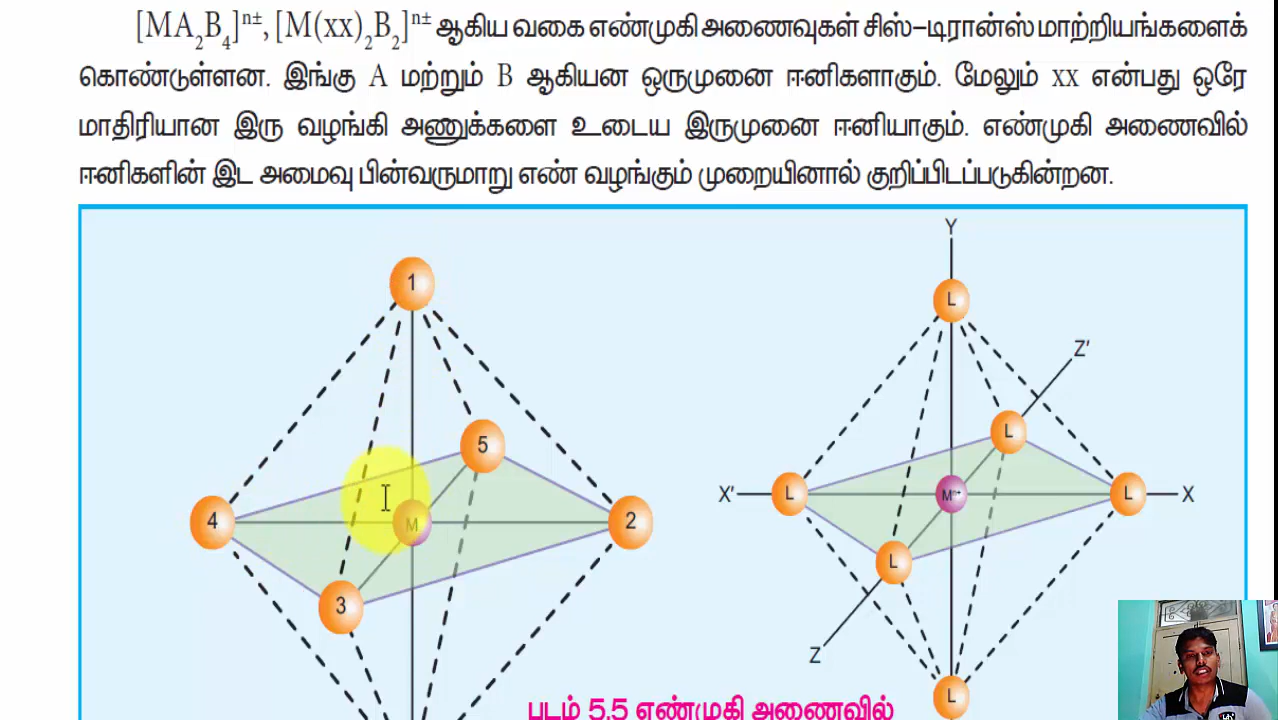 [MA₂B₄]ⁿ±, [M(xx)₂B₂]ⁿ± ஆகிய வகை எண்முகி அணைவுகள் சிஸ்–டிரான்ஸ் மாற்றியங்களைக்
கொண்டுள்ளன. இங்கு A மற்றும் B ஆகியன ஒருமுனை ஈனிகளாகும். மேலும் xx என்பது ஒரே
மாதிரியான இரு வழங்கி அணுக்களை உடைய இருமுனை ஈனியாகும். எண்முகி அணைவில்
ஈனிகளின் இட அமைவு பின்வருமாறு எண் வழங்கும் முறையினால் குறிப்பிடப்படுகின்றன.
1
5
4
M
2
3
Y
L
Z'
L
X'
L
Mⁿ⁺
L
X
L
Z
L
படம் 5.5 எண்முகி அணைவில்